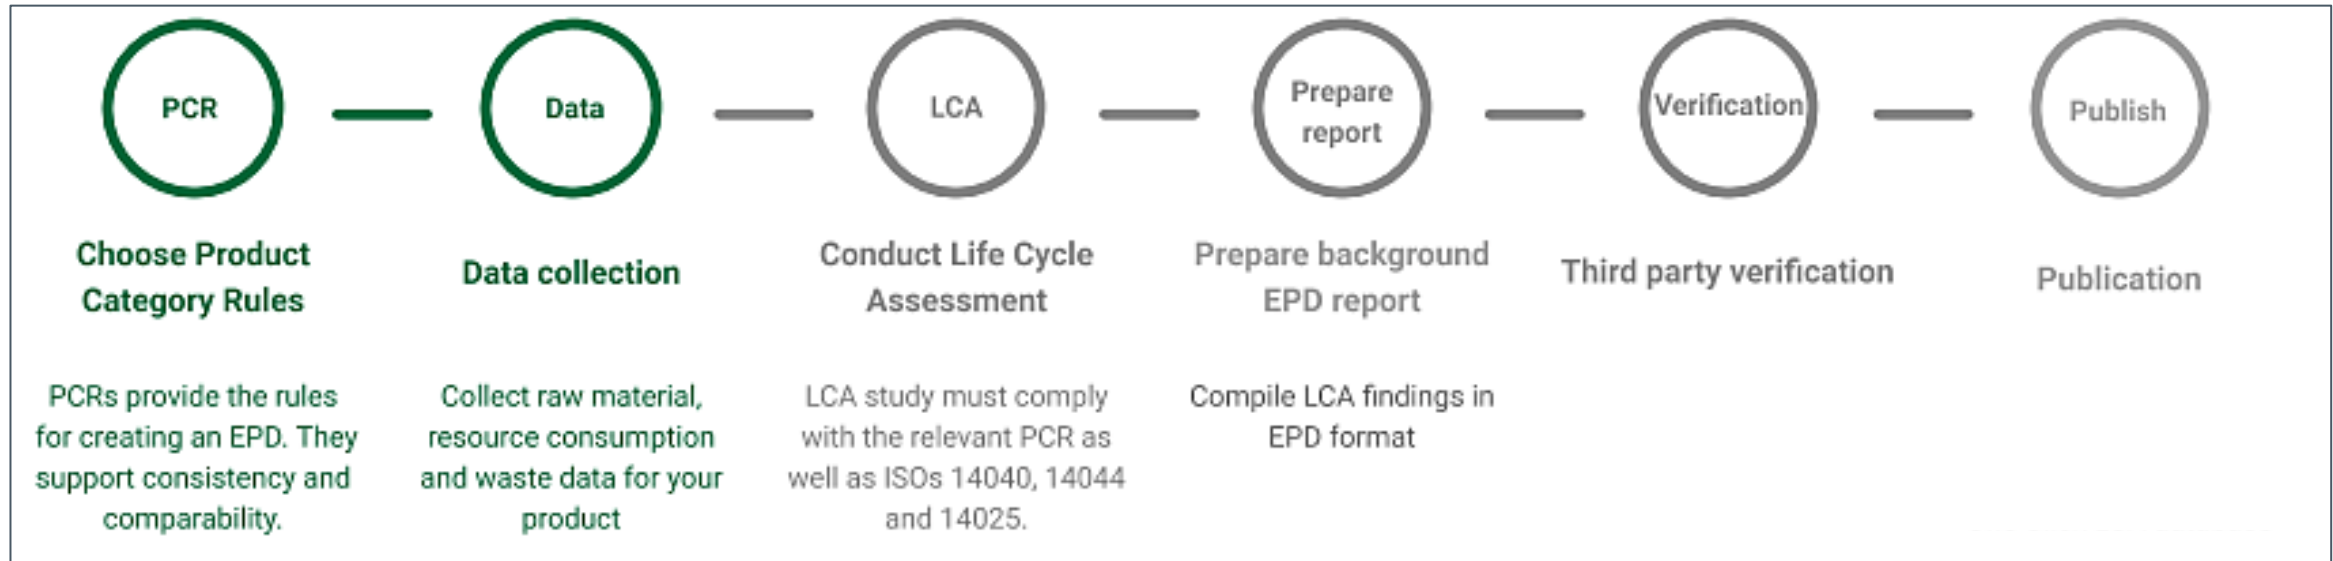 PCR
Data
LCA
Prepare
report
Verification
Publish
Choose Product
Category Rules
Data collection
Conduct Life Cycle
Assessment
Prepare background
EPD report
Third party verification
Publication
PCRs provide the rules
for creating an EPD. They
support consistency and
comparability.
Collect raw material,
resource consumption
and waste data for your
product
LCA study must comply
with the relevant PCR as
well as ISOs 14040, 14044
and 14025.
Compile LCA findings in
EPD format